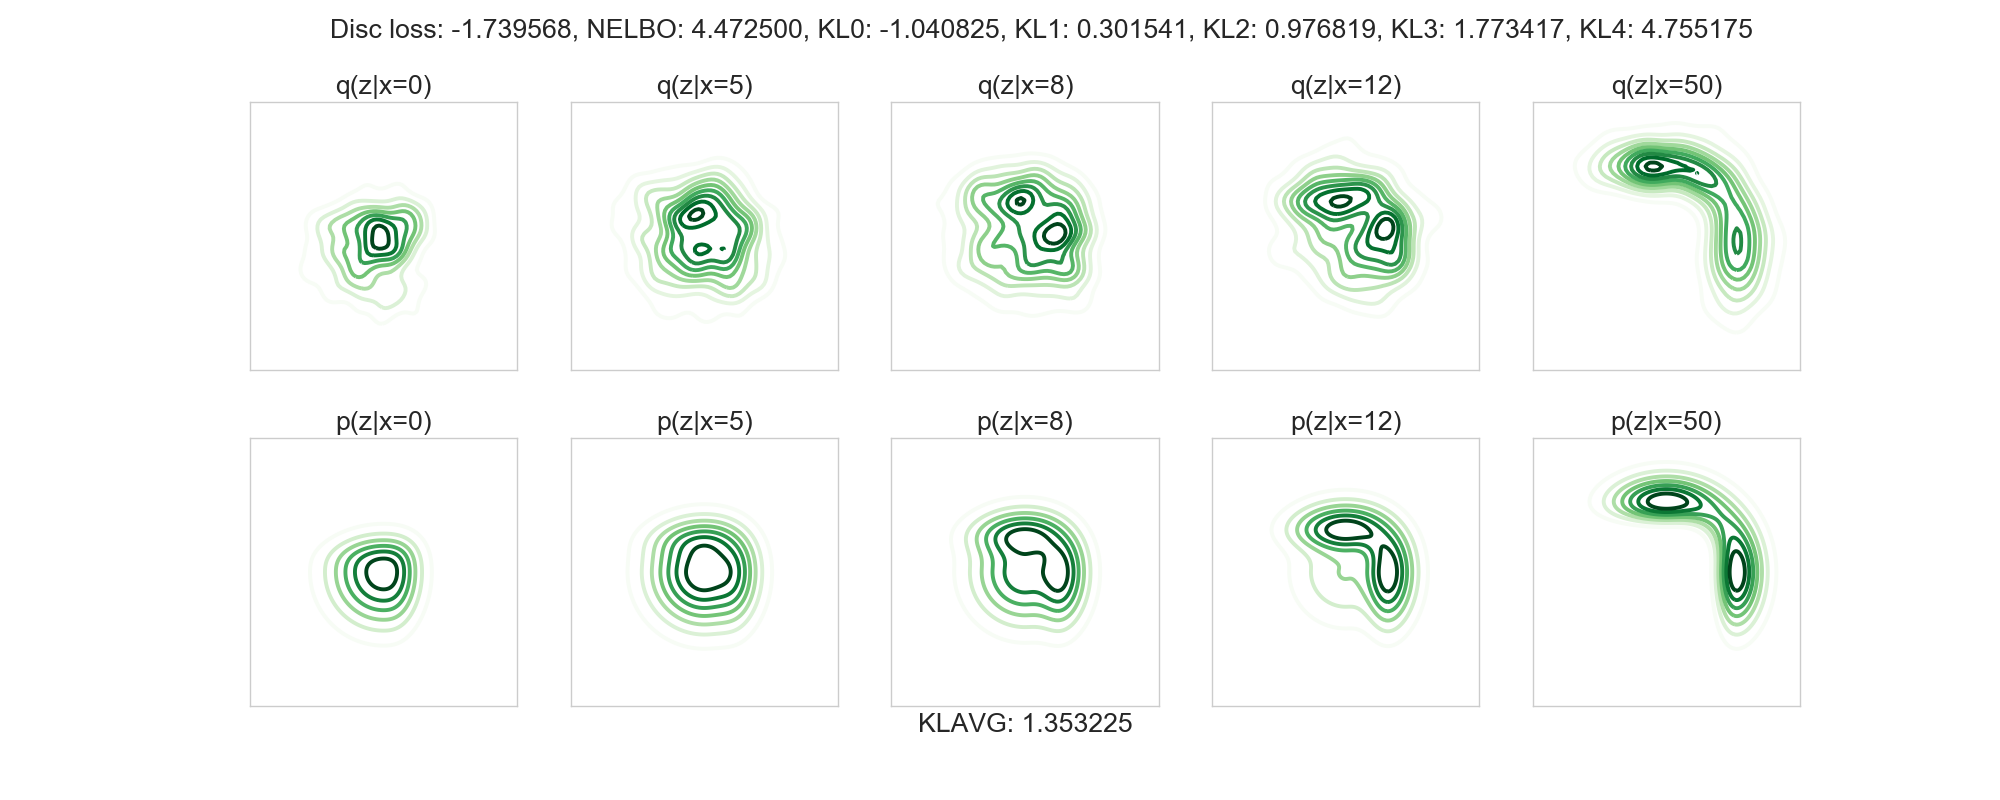 Disc loss: -1.739568, NELBO: 4.472500, KL0: -1.040825, KL1: 0.301541, KL2: 0.976819, KL3: 1.773417, KL4: 4.755175
q(z|x=0) q(z|x=5) q(z|x=8) q(z|x=12) q(z|x=50)
p(z|x=0) p(z|x=5) p(z|x=8) p(z|x=12) p(z|x=50)
KLAVG: 1.353225